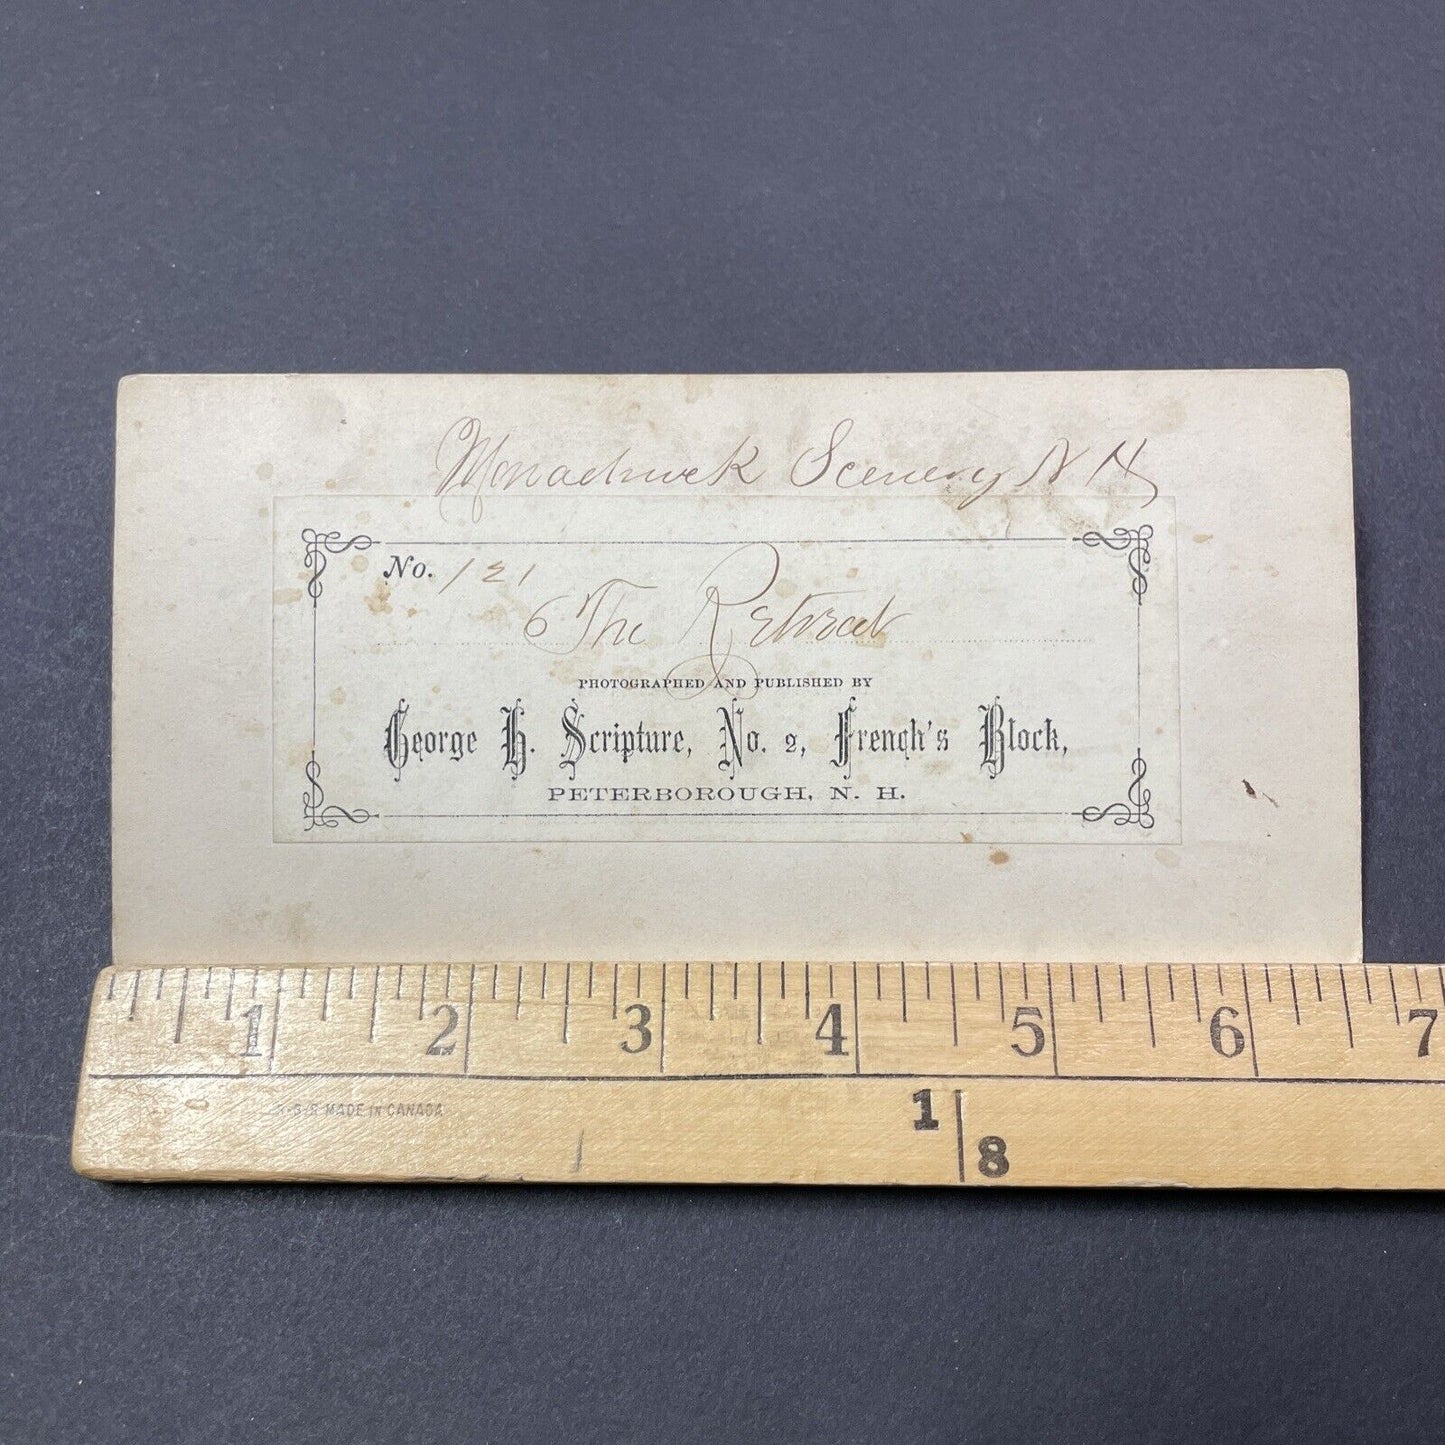 Monadnock Scenery N H
No. 121
The Retreat
PHOTOGRAPHED AND PUBLISHED BY
George H. Scripture, No. 2, French's Block,
PETERBOROUGH, N. H.
1 2 3 4 5 6 7
MADE IN CANADA
1
8